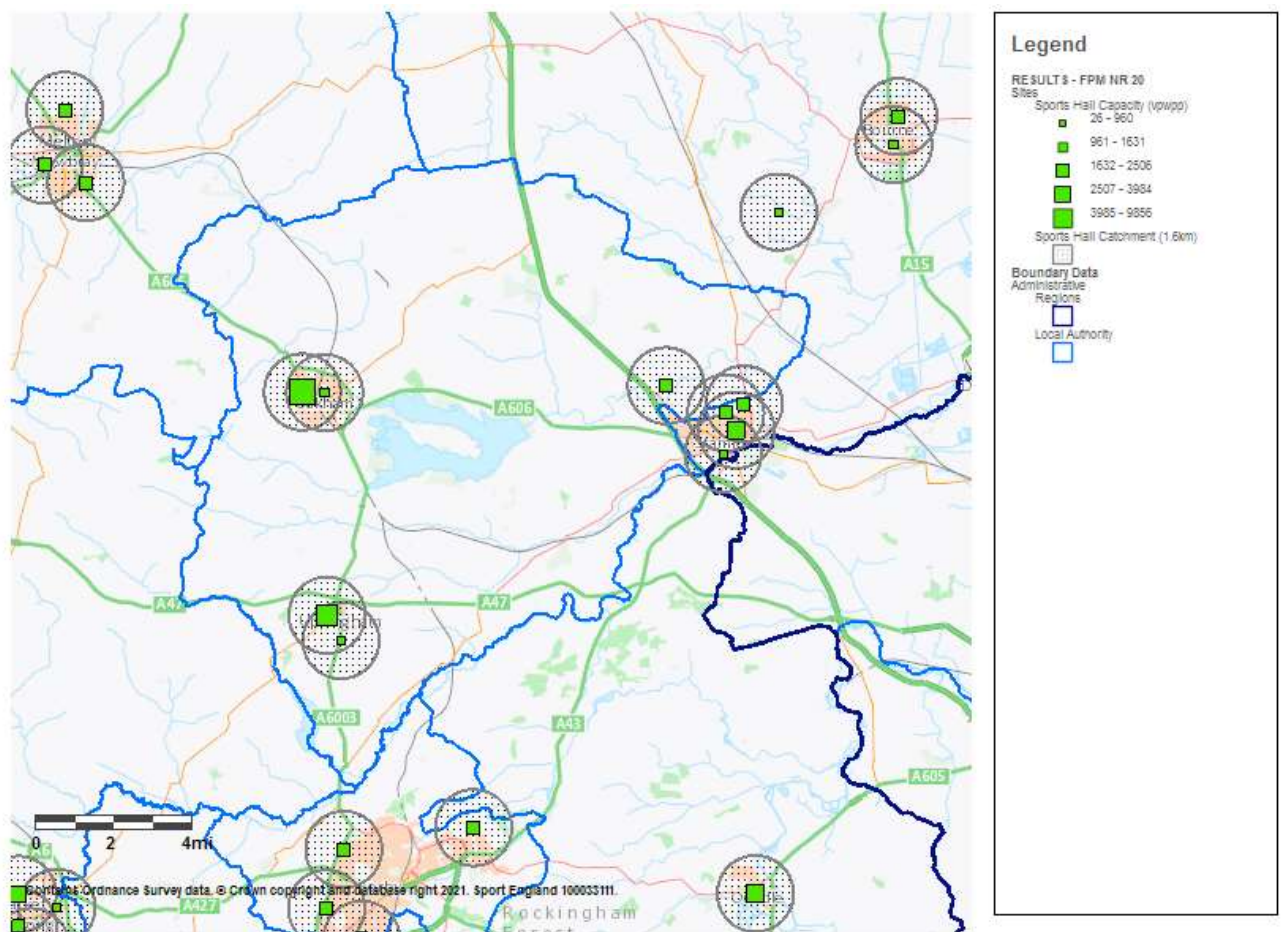 Legend
RESULTS - FPM NR 20
Sites
Sports Hall Capacity (vpwpp)
26 - 960
961 - 1631
1632 - 2506
2507 - 3984
3985 - 9856
Sports Hall Catchment (1.6km)
Boundary Data
Administrative
Regions
Local Authority
A15
A606
A47
A47
A6003
A43
A605
0 2 4mi
A6
Contains Ordnance Survey data. © Crown copyright and database right 2021. Sport England 100033111.
A427
Rockingham
Forest